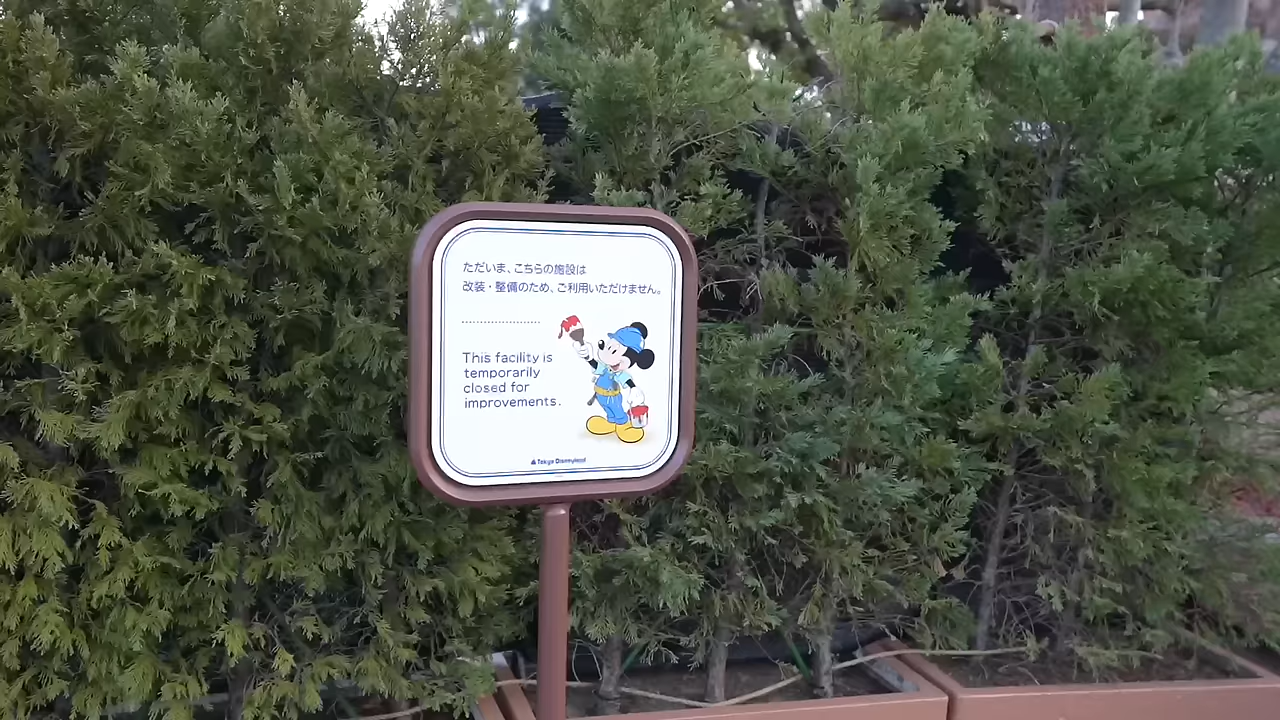 ただいま、こちらの施設は
改装・整備のため、ご利用いただけません。
This facility is
temporarily
closed for
improvements.
Tokyo Disneyland